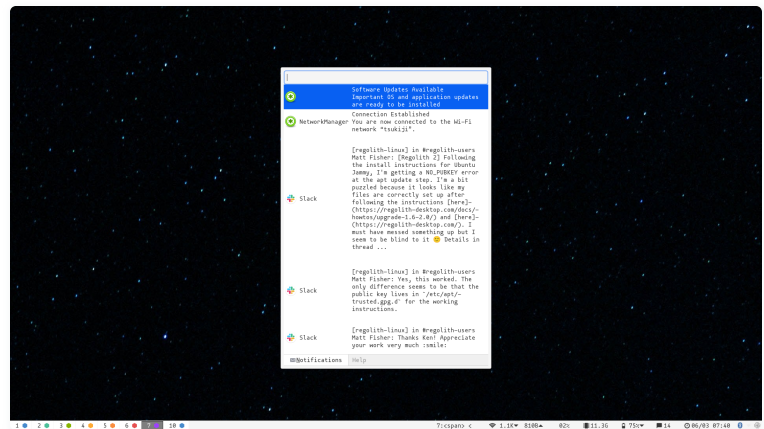 Software Updates Available
Important OS and application updates
are ready to be installed
NetworkManager
Connection Established
You are now connected to the Wi-Fi
network “tsukiji”.
Slack
[regolith-linux] in #regolith-users
Matt Fisher: [Regolith 2] Following
the install instructions for Ubuntu
Jammy, I'm getting a NO_PUBKEY error
at the apt update step. I'm a bit
puzzled because it looks like my
files are correctly set up after
following the instructions [here]-
(https://regolith-desktop.com/docs/-
howtos/upgrade-1.6-2.0/) and [here]-
(https://regolith-desktop.com/). I
must have messed something up but I
seem to be blind to it 😊 Details in
thread ...
Slack
[regolith-linux] in #regolith-users
Matt Fisher: Yes, this worked. The
only difference seems to be that the
public key lives in `/etc/apt/-
trusted.gpg.d` for the working
instructions.
Slack
[regolith-linux] in #regolith-users
Matt Fisher: Thanks Ken! Appreciate
your work very much :smile:
Notifications Help
1 2 3 4 5 6 7 10 7:<span> < 1.1K▾ 810B▴ 02% 11.3G 75%▾ 14 06/03 07:40